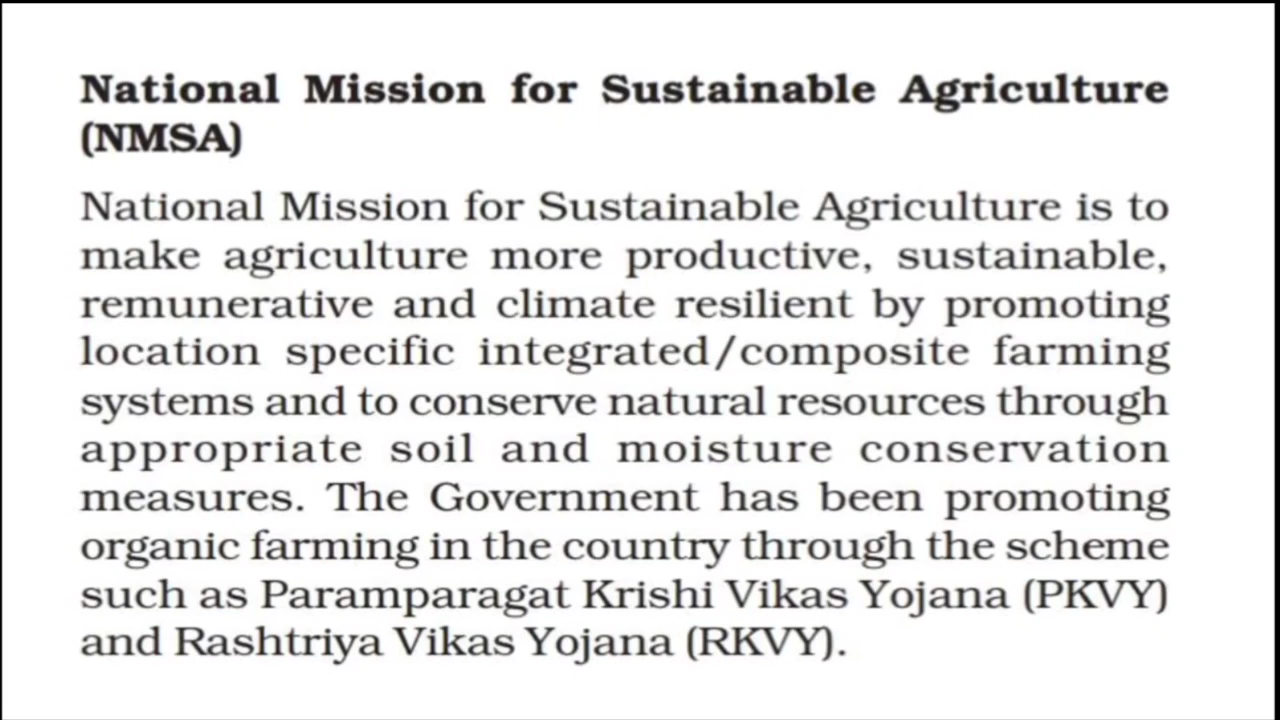 National Mission for Sustainable Agriculture
(NMSA)
National Mission for Sustainable Agriculture is to
make agriculture more productive, sustainable,
remunerative and climate resilient by promoting
location specific integrated/composite farming
systems and to conserve natural resources through
appropriate soil and moisture conservation
measures. The Government has been promoting
organic farming in the country through the scheme
such as Paramparagat Krishi Vikas Yojana (PKVY)
and Rashtriya Vikas Yojana (RKVY).